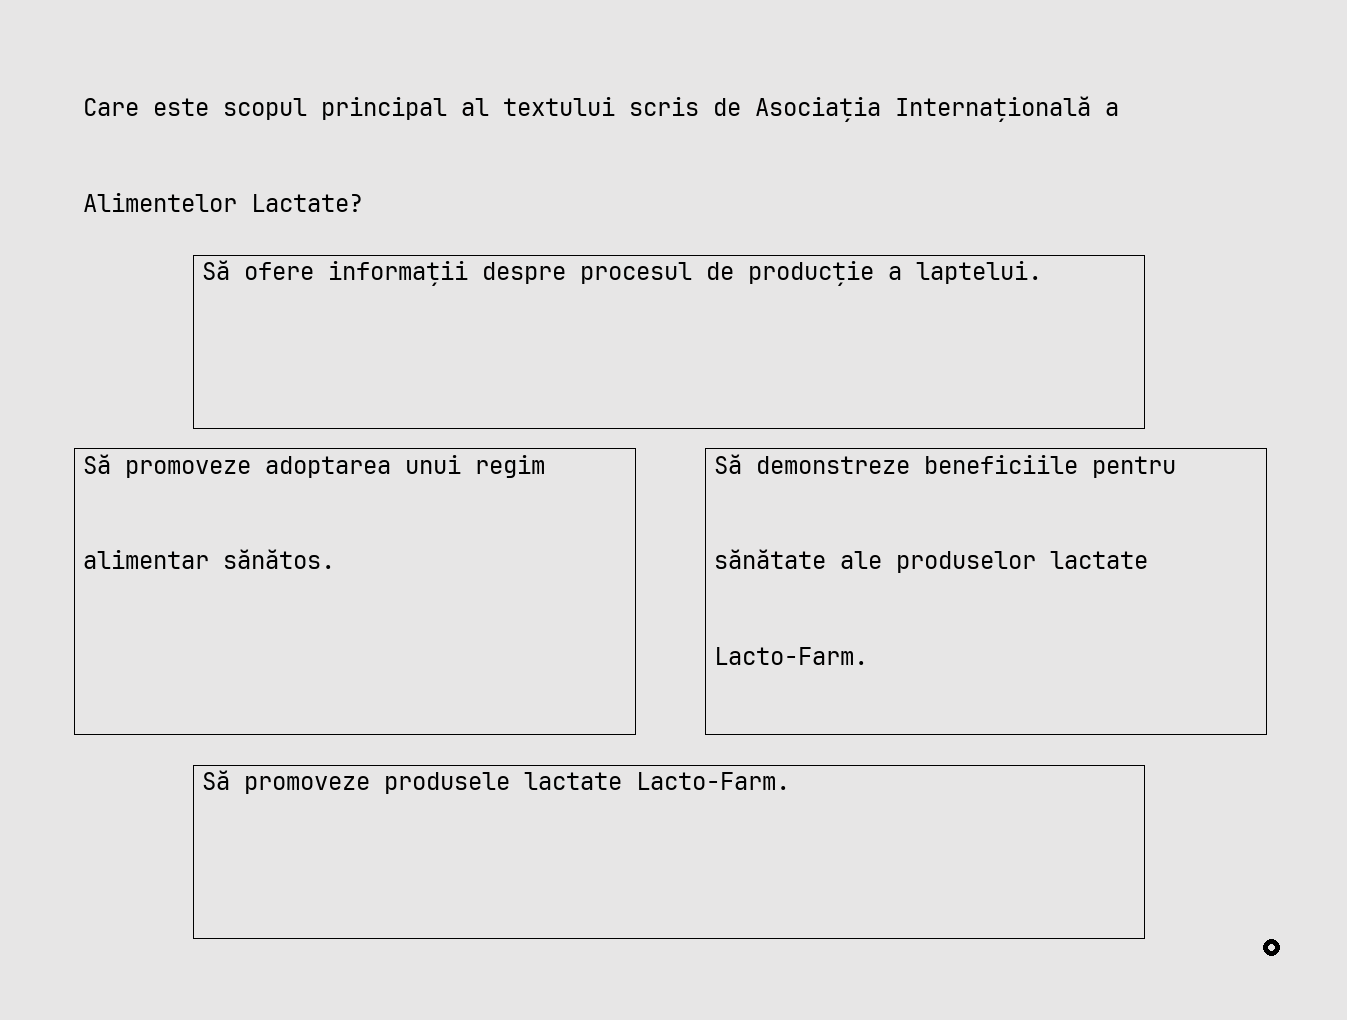 Care este scopul principal al textului scris de Asociația Internațională a
Alimentelor Lactate?
Să ofere informații despre procesul de producție a laptelui.
Să promoveze adoptarea unui regim
alimentar sănătos.
Să demonstreze beneficiile pentru
sănătate ale produselor lactate
Lacto-Farm.
Să promoveze produsele lactate Lacto-Farm.